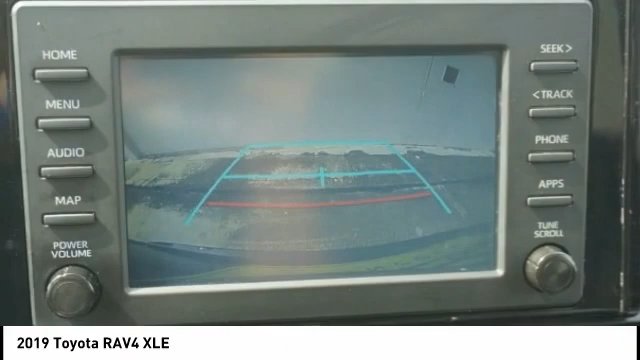 HOME
MENU
AUDIO
MAP
POWER
VOLUME
SEEK >
< TRACK
PHONE
APPS
TUNE
SCROLL
2019 Toyota RAV4 XLE